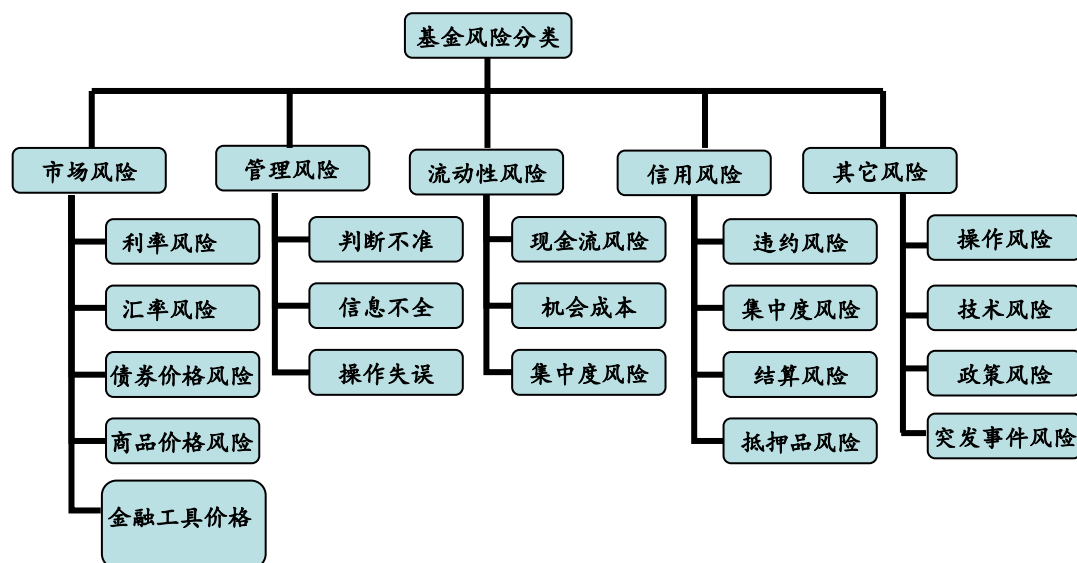 基金风险分类
市场风险
管理风险
流动性风险
信用风险
其它风险
利率风险
汇率风险
债券价格风险
商品价格风险
金融工具价格
判断不准
信息不全
操作失误
现金流风险
机会成本
集中度风险
违约风险
集中度风险
结算风险
抵押品风险
操作风险
技术风险
政策风险
突发事件风险